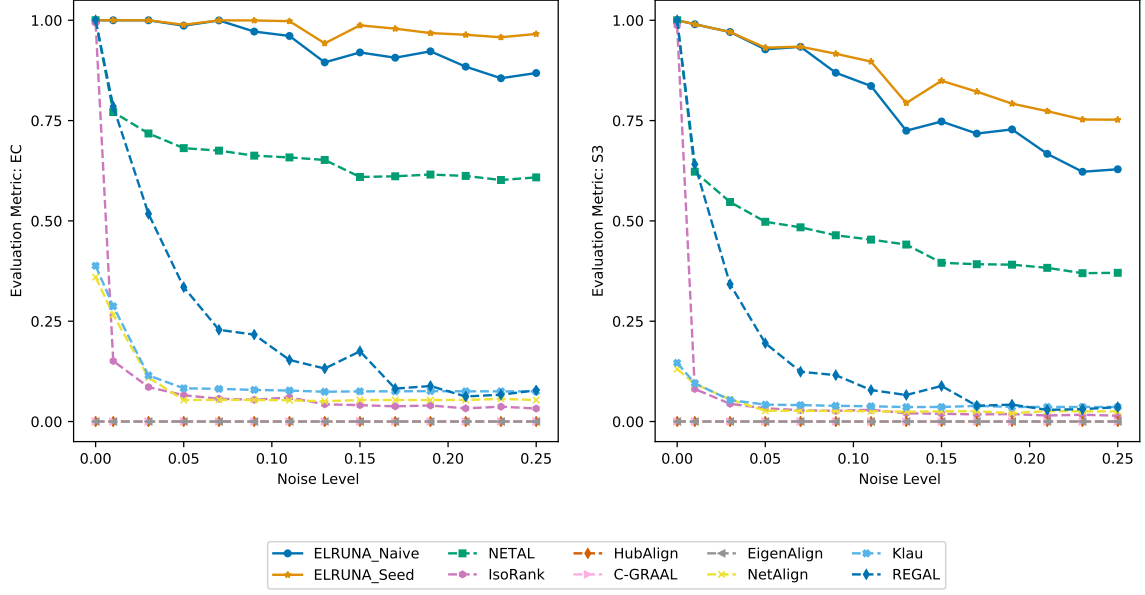 1.00
0.75
0.50
0.25
0.00
Evaluation Metric: EC
0.00 0.05 0.10 0.15 0.20 0.25
Noise Level
1.00
0.75
0.50
0.25
0.00
Evaluation Metric: S3
0.00 0.05 0.10 0.15 0.20 0.25
Noise Level
ELRUNA_Naive NETAL HubAlign EigenAlign Klau
ELRUNA_Seed IsoRank C-GRAAL NetAlign REGAL